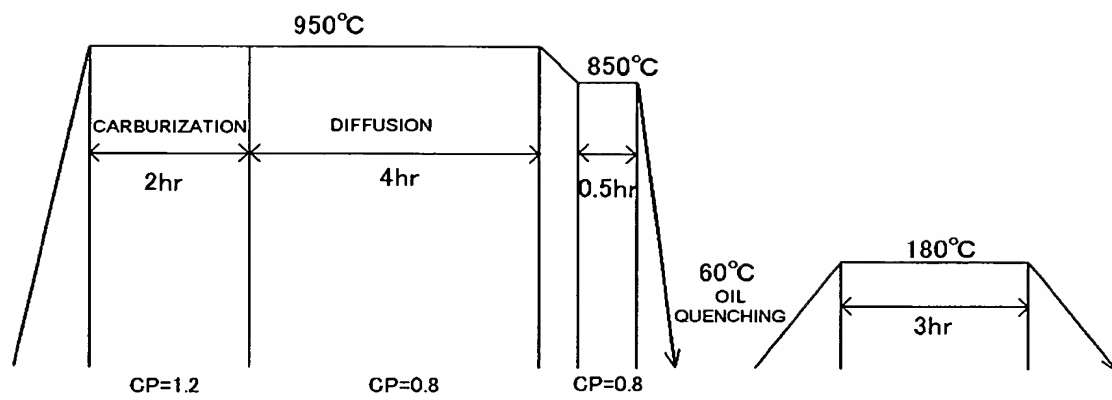 950°C
850°C
CARBURIZATION
DIFFUSION
2hr
4hr
0.5hr
180°C
60°C
OIL
QUENCHING
3hr
CP=1.2
CP=0.8
CP=0.8